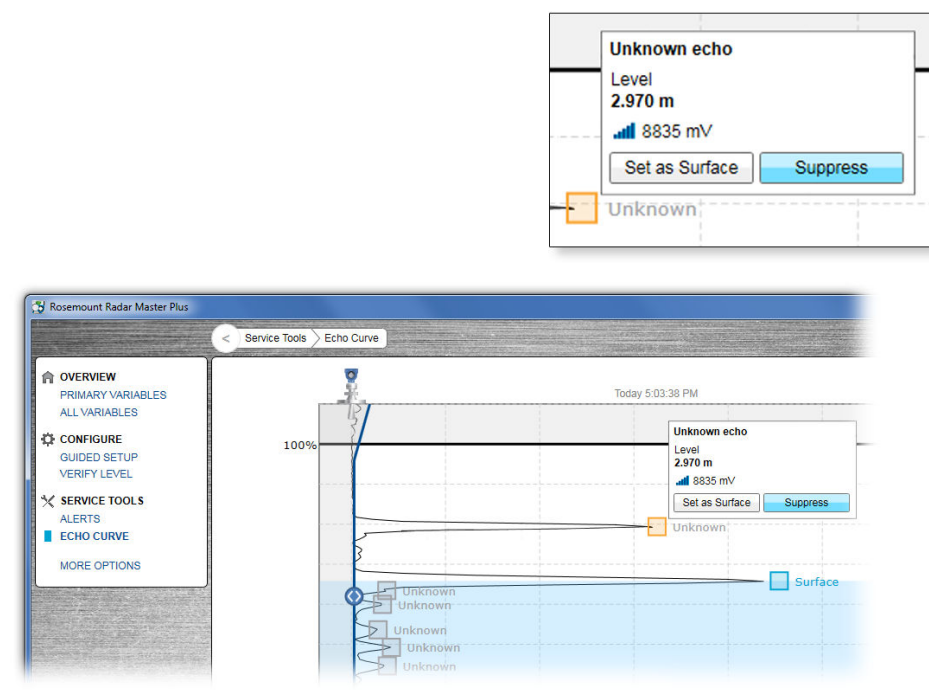 Unknown echo
Level
2.970 m
8835 mV
Set as Surface Suppress
Unknown
Rosemount Radar Master Plus
< Service Tools Echo Curve
OVERVIEW
PRIMARY VARIABLES
ALL VARIABLES
CONFIGURE
GUIDED SETUP
VERIFY LEVEL
SERVICE TOOLS
ALERTS
ECHO CURVE
MORE OPTIONS
Today 5:03:38 PM
100%
Unknown echo
Level
2.970 m
8835 mV
Set as Surface Suppress
Unknown
Surface
Unknown
Unknown
Unknown
Unknown
Unknown